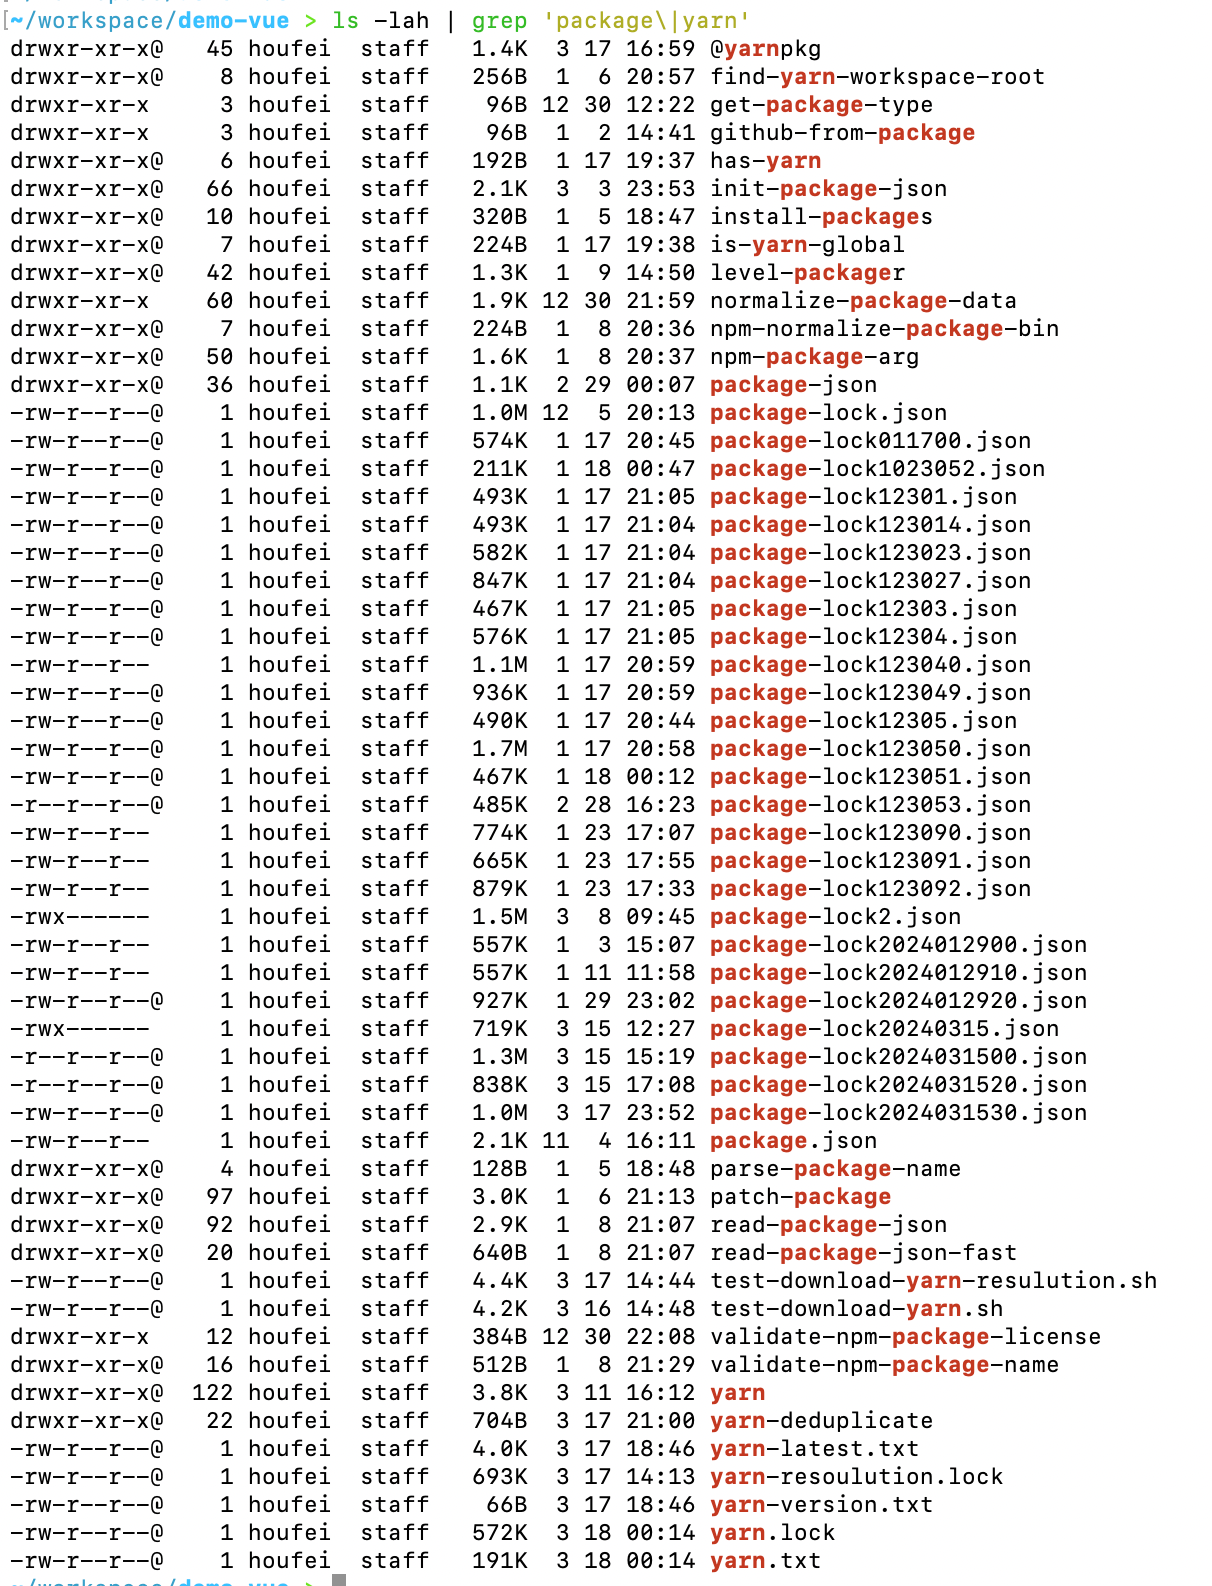 [~/workspace/demo-vue > ls -lah | grep 'package\|yarn'
drwxr-xr-x@   45 houfei  staff   1.4K  3 17 16:59 @yarnpkg
drwxr-xr-x@    8 houfei  staff   256B  1  6 20:57 find-yarn-workspace-root
drwxr-xr-x     3 houfei  staff    96B 12 30 12:22 get-package-type
drwxr-xr-x     3 houfei  staff    96B  1  2 14:41 github-from-package
drwxr-xr-x@    6 houfei  staff   192B  1 17 19:37 has-yarn
drwxr-xr-x@   66 houfei  staff   2.1K  3  3 23:53 init-package-json
drwxr-xr-x@   10 houfei  staff   320B  1  5 18:47 install-packages
drwxr-xr-x@    7 houfei  staff   224B  1 17 19:38 is-yarn-global
drwxr-xr-x@   42 houfei  staff   1.3K  1  9 14:50 level-packager
drwxr-xr-x    60 houfei  staff   1.9K 12 30 21:59 normalize-package-data
drwxr-xr-x@    7 houfei  staff   224B  1  8 20:36 npm-normalize-package-bin
drwxr-xr-x@   50 houfei  staff   1.6K  1  8 20:37 npm-package-arg
drwxr-xr-x@   36 houfei  staff   1.1K  2 29 00:07 package-json
-rw-r--r--@    1 houfei  staff   1.0M 12  5 20:13 package-lock.json
-rw-r--r--@    1 houfei  staff   574K  1 17 20:45 package-lock011700.json
-rw-r--r--@    1 houfei  staff   211K  1 18 00:47 package-lock1023052.json
-rw-r--r--@    1 houfei  staff   493K  1 17 21:05 package-lock12301.json
-rw-r--r--@    1 houfei  staff   493K  1 17 21:04 package-lock123014.json
-rw-r--r--@    1 houfei  staff   582K  1 17 21:04 package-lock123023.json
-rw-r--r--@    1 houfei  staff   847K  1 17 21:04 package-lock123027.json
-rw-r--r--@    1 houfei  staff   467K  1 17 21:05 package-lock12303.json
-rw-r--r--@    1 houfei  staff   576K  1 17 21:05 package-lock12304.json
-rw-r--r--     1 houfei  staff   1.1M  1 17 20:59 package-lock123040.json
-rw-r--r--@    1 houfei  staff   936K  1 17 20:59 package-lock123049.json
-rw-r--r--@    1 houfei  staff   490K  1 17 20:44 package-lock12305.json
-rw-r--r--@    1 houfei  staff   1.7M  1 17 20:58 package-lock123050.json
-rw-r--r--@    1 houfei  staff   467K  1 18 00:12 package-lock123051.json
-r--r--r--@    1 houfei  staff   485K  2 28 16:23 package-lock123053.json
-rw-r--r--     1 houfei  staff   774K  1 23 17:07 package-lock123090.json
-rw-r--r--     1 houfei  staff   665K  1 23 17:55 package-lock123091.json
-rw-r--r--     1 houfei  staff   879K  1 23 17:33 package-lock123092.json
-rwx------     1 houfei  staff   1.5M  3  8 09:45 package-lock2.json
-rw-r--r--     1 houfei  staff   557K  1  3 15:07 package-lock2024012900.json
-rw-r--r--     1 houfei  staff   557K  1 11 11:58 package-lock2024012910.json
-rw-r--r--@    1 houfei  staff   927K  1 29 23:02 package-lock2024012920.json
-rwx------     1 houfei  staff   719K  3 15 12:27 package-lock20240315.json
-r--r--r--@    1 houfei  staff   1.3M  3 15 15:19 package-lock2024031500.json
-r--r--r--@    1 houfei  staff   838K  3 15 17:08 package-lock2024031520.json
-rw-r--r--@    1 houfei  staff   1.0M  3 17 23:52 package-lock2024031530.json
-rw-r--r--     1 houfei  staff   2.1K 11  4 16:11 package.json
drwxr-xr-x@    4 houfei  staff   128B  1  5 18:48 parse-package-name
drwxr-xr-x@   97 houfei  staff   3.0K  1  6 21:13 patch-package
drwxr-xr-x@   92 houfei  staff   2.9K  1  8 21:07 read-package-json
drwxr-xr-x@   20 houfei  staff   640B  1  8 21:07 read-package-json-fast
-rw-r--r--@    1 houfei  staff   4.4K  3 17 14:44 test-download-yarn-resulution.sh
-rw-r--r--@    1 houfei  staff   4.2K  3 16 14:48 test-download-yarn.sh
drwxr-xr-x    12 houfei  staff   384B 12 30 22:08 validate-npm-package-license
drwxr-xr-x@   16 houfei  staff   512B  1  8 21:29 validate-npm-package-name
drwxr-xr-x@  122 houfei  staff   3.8K  3 11 16:12 yarn
drwxr-xr-x@   22 houfei  staff   704B  3 17 21:00 yarn-deduplicate
-rw-r--r--@    1 houfei  staff   4.0K  3 17 18:46 yarn-latest.txt
-rw-r--r--@    1 houfei  staff   693K  3 17 14:13 yarn-resoulution.lock
-rw-r--r--@    1 houfei  staff    66B  3 17 18:46 yarn-version.txt
-rw-r--r--@    1 houfei  staff   572K  3 18 00:14 yarn.lock
-rw-r--r--@    1 houfei  staff   191K  3 18 00:14 yarn.txt
~/workspace/demo-vue >